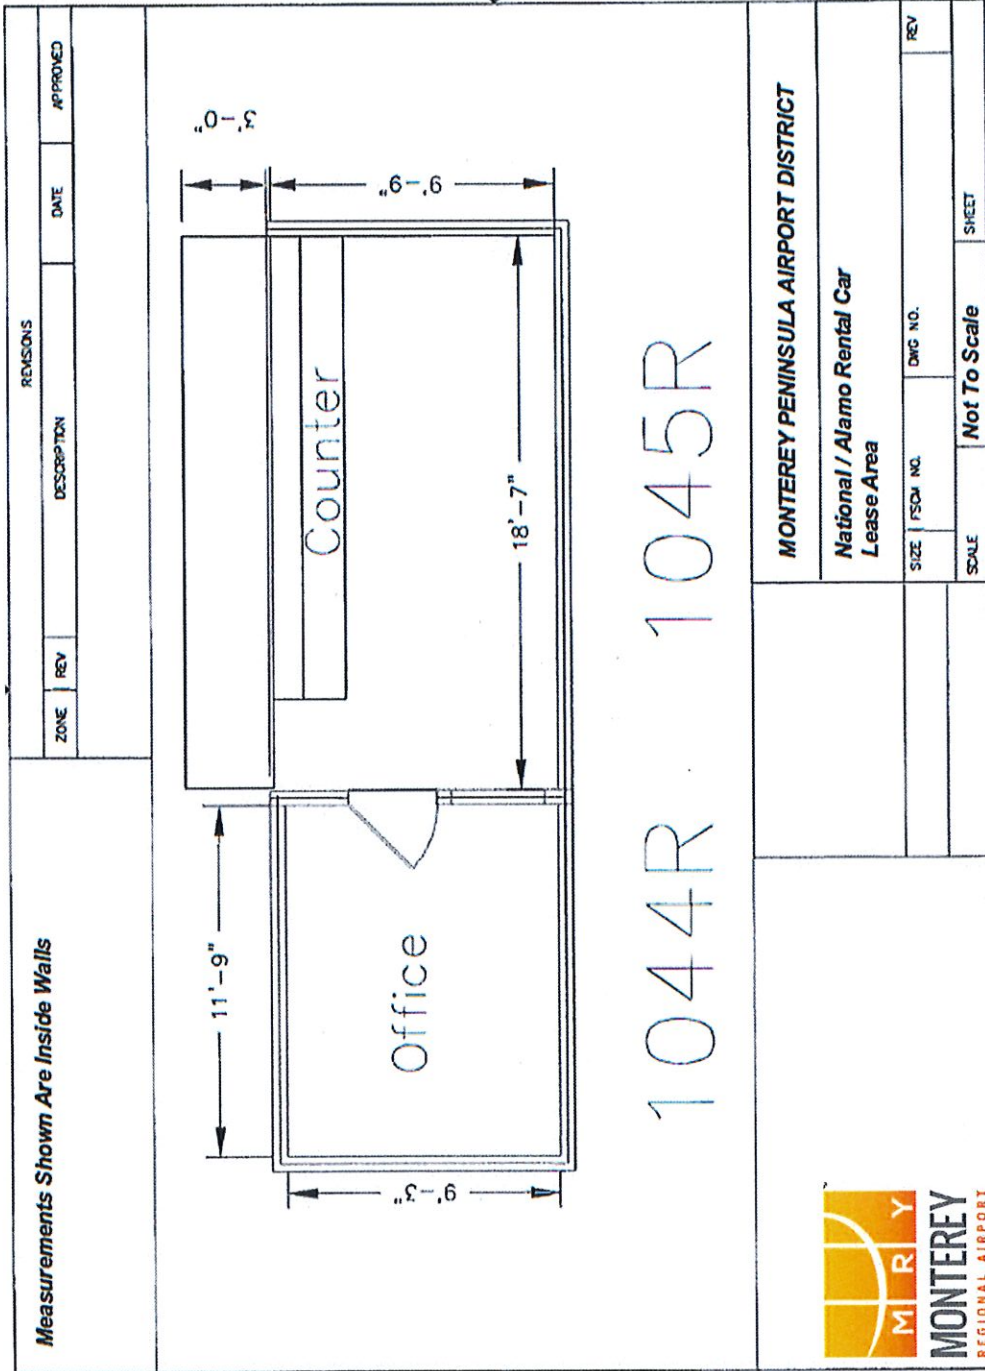 Measurements Shown Are Inside Walls
REVISIONS
ZONE REV DESCRIPTION DATE APPROVED
11'-9"
3'-0"
9'-3"
Office
Counter
9'-9"
18'-7"
1044R 1045R
MONTEREY PENINSULA AIRPORT DISTRICT
National / Alamo Rental Car
Lease Area
SIZE FSCM NO. DWG NO. REV
SCALE Not To Scale SHEET
M R Y
MONTEREY
REGIONAL AIRPORT